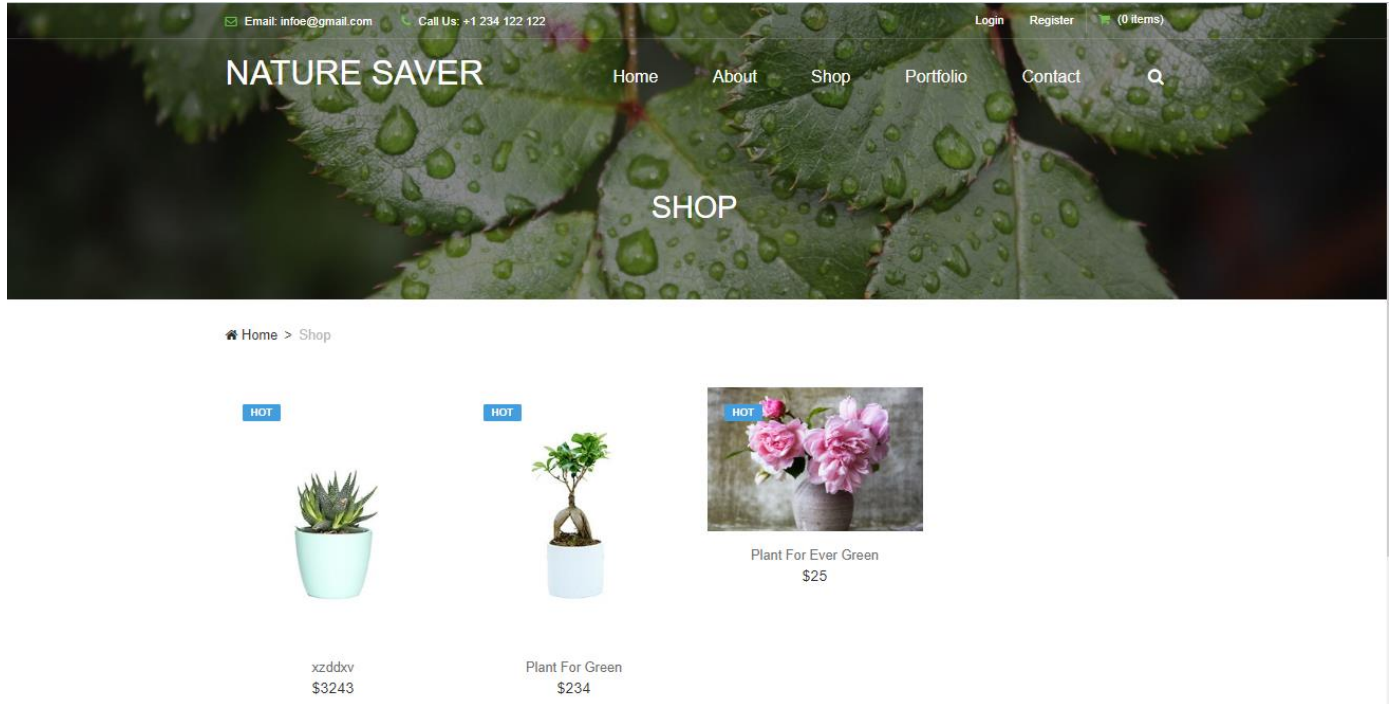 Email: infoe@gmail.com Call Us: +1 234 122 122 Login Register (0 items)
NATURE SAVER Home About Shop Portfolio Contact
SHOP
Home > Shop
HOT HOT HOT
Plant For Ever Green
$25
xzddxv Plant For Green
$3243 $234